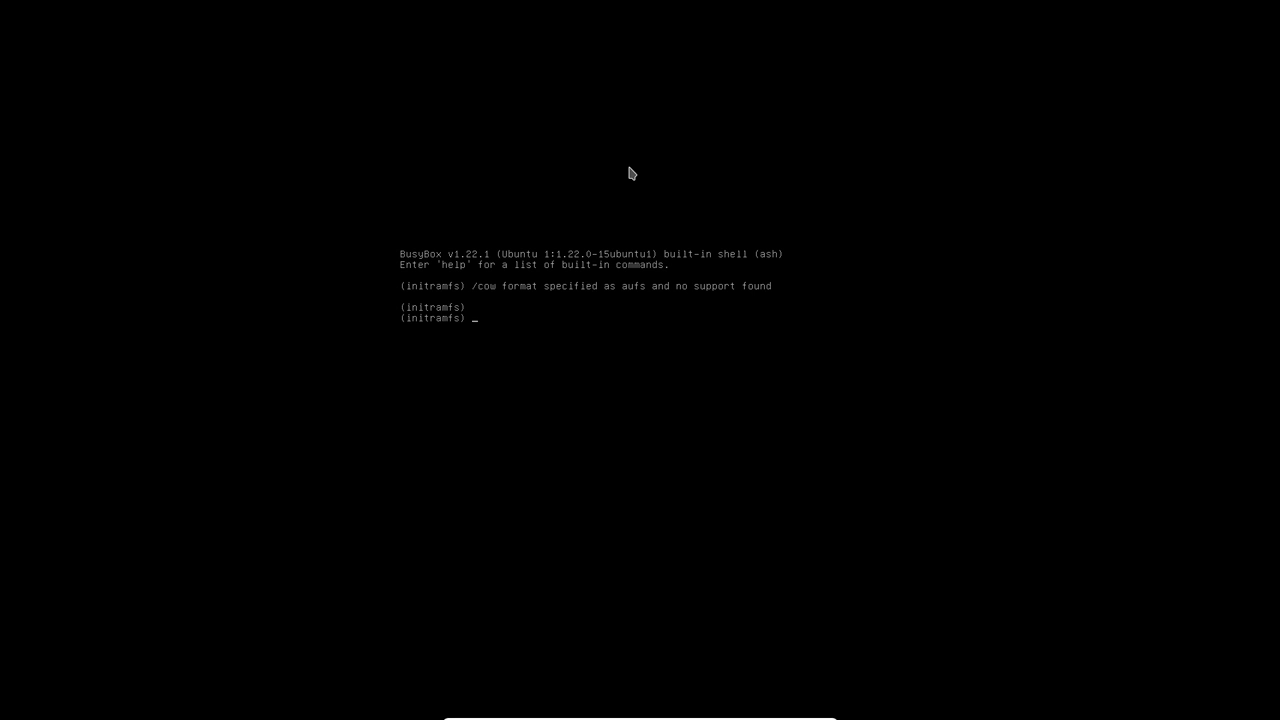 BusyBox v1.22.1 (Ubuntu 1:1.22.0-15ubuntu1) built-in shell (ash)
Enter 'help' for a list of built-in commands.
(initramfs) /cow format specified as aufs and no support found
(initramfs)
(initramfs) _